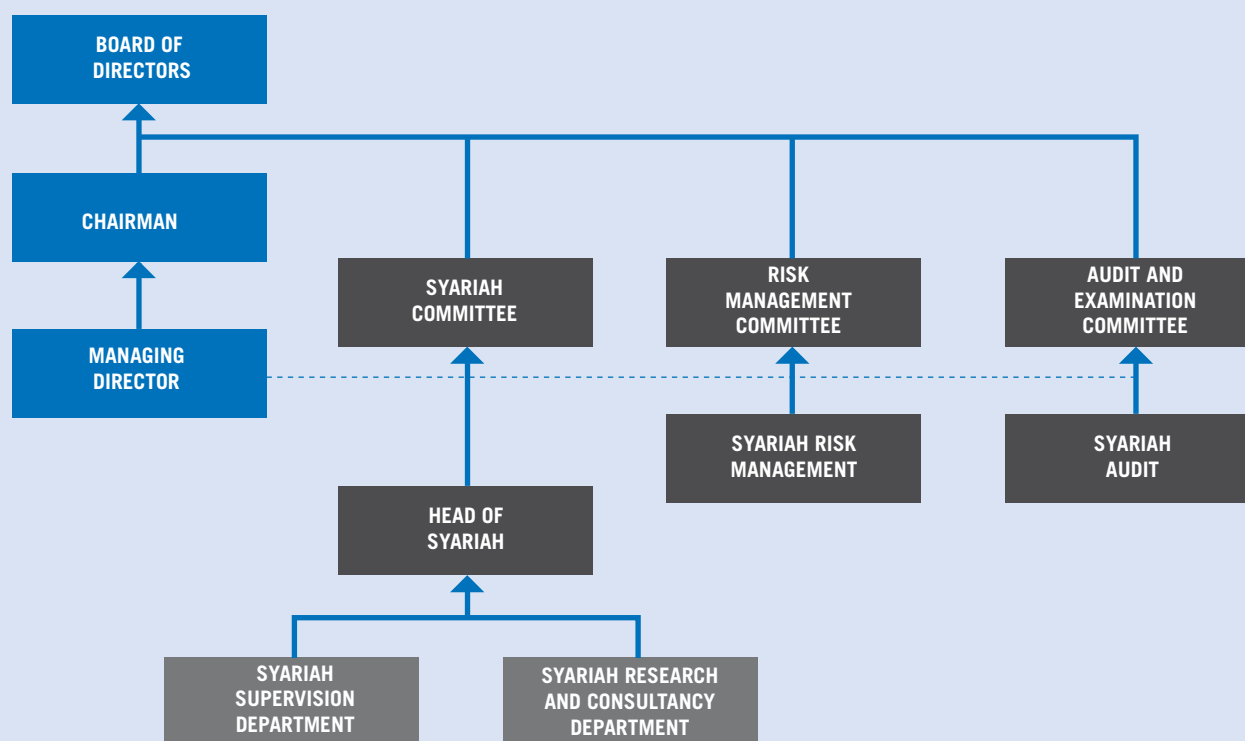 BOARD OF
DIRECTORS
CHAIRMAN
MANAGING
DIRECTOR
SYARIAH
COMMITTEE
RISK
MANAGEMENT
COMMITTEE
AUDIT AND
EXAMINATION
COMMITTEE
SYARIAH RISK
MANAGEMENT
SYARIAH
AUDIT
HEAD OF
SYARIAH
SYARIAH
SUPERVISION
DEPARTMENT
SYARIAH RESEARCH
AND CONSULTANCY
DEPARTMENT